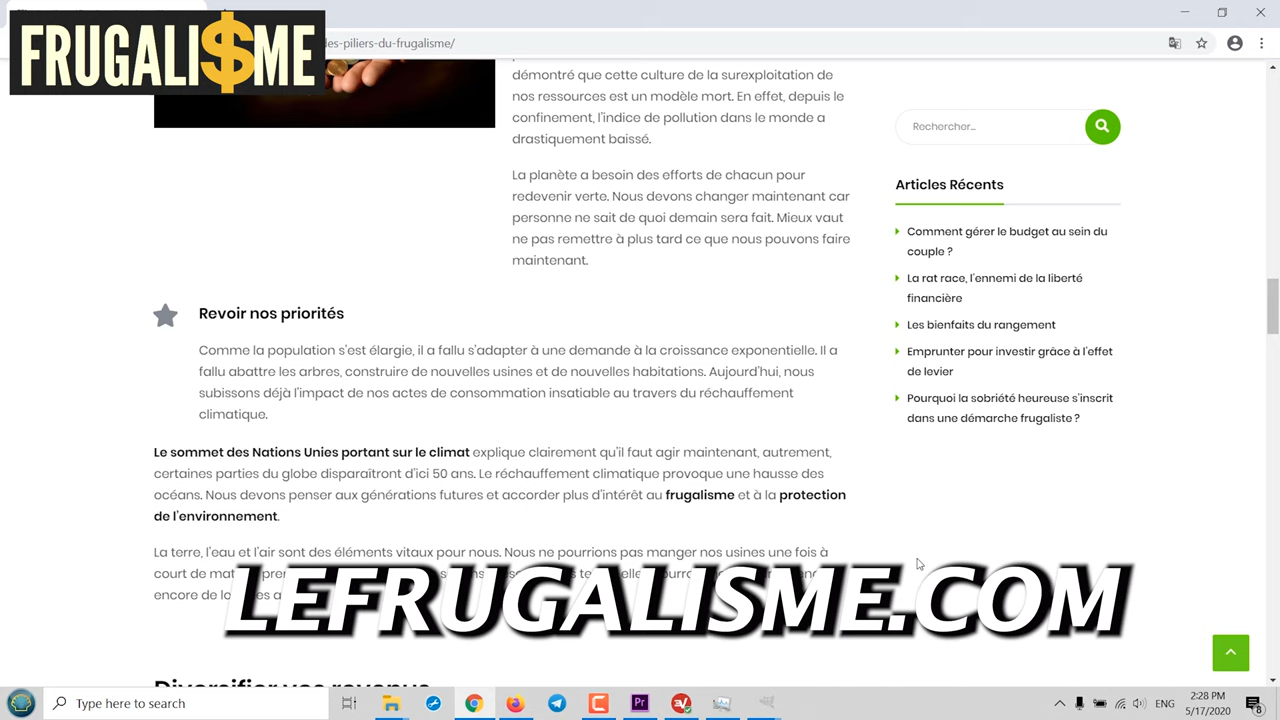 FRUGALI$ME
des-piliers-du-frugalisme/
démontré que cette culture de la surexploitation de
nos ressources est un modèle mort. En effet, depuis le
confinement, l'indice de pollution dans le monde a
drastiquement baissé.
La planète a besoin des efforts de chacun pour
redevenir verte. Nous devons changer maintenant car
personne ne sait de quoi demain sera fait. Mieux vaut
ne pas remettre à plus tard ce que nous pouvons faire
maintenant.
Rechercher...
Articles Récents
Comment gérer le budget au sein du
couple ?
La rat race, l'ennemi de la liberté
financière
Les bienfaits du rangement
Emprunter pour investir grâce à l'effet
de levier
Pourquoi la sobriété heureuse s'inscrit
dans une démarche frugaliste ?
Revoir nos priorités
Comme la population s'est élargie, il a fallu s'adapter à une demande à la croissance exponentielle. Il a
fallu abattre les arbres, construire de nouvelles usines et de nouvelles habitations. Aujourd'hui, nous
subissons déjà l'impact de nos actes de consommation insatiable au travers du réchauffement
climatique.
Le sommet des Nations Unies portant sur le climat explique clairement qu'il faut agir maintenant, autrement,
certaines parties du globe disparaîtront d'ici 50 ans. Le réchauffement climatique provoque une hausse des
océans. Nous devons penser aux générations futures et accorder plus d'intérêt au frugalisme et à la protection
de l'environnement.
La terre, l'eau et l'air sont des éléments vitaux pour nous. Nous ne pourrions pas manger nos usines une fois à
court de
encore de
LEFRUGALISME.COM
Diversifier vos revenus
Type here to search
ENG
2:28 PM
5/17/2020
8